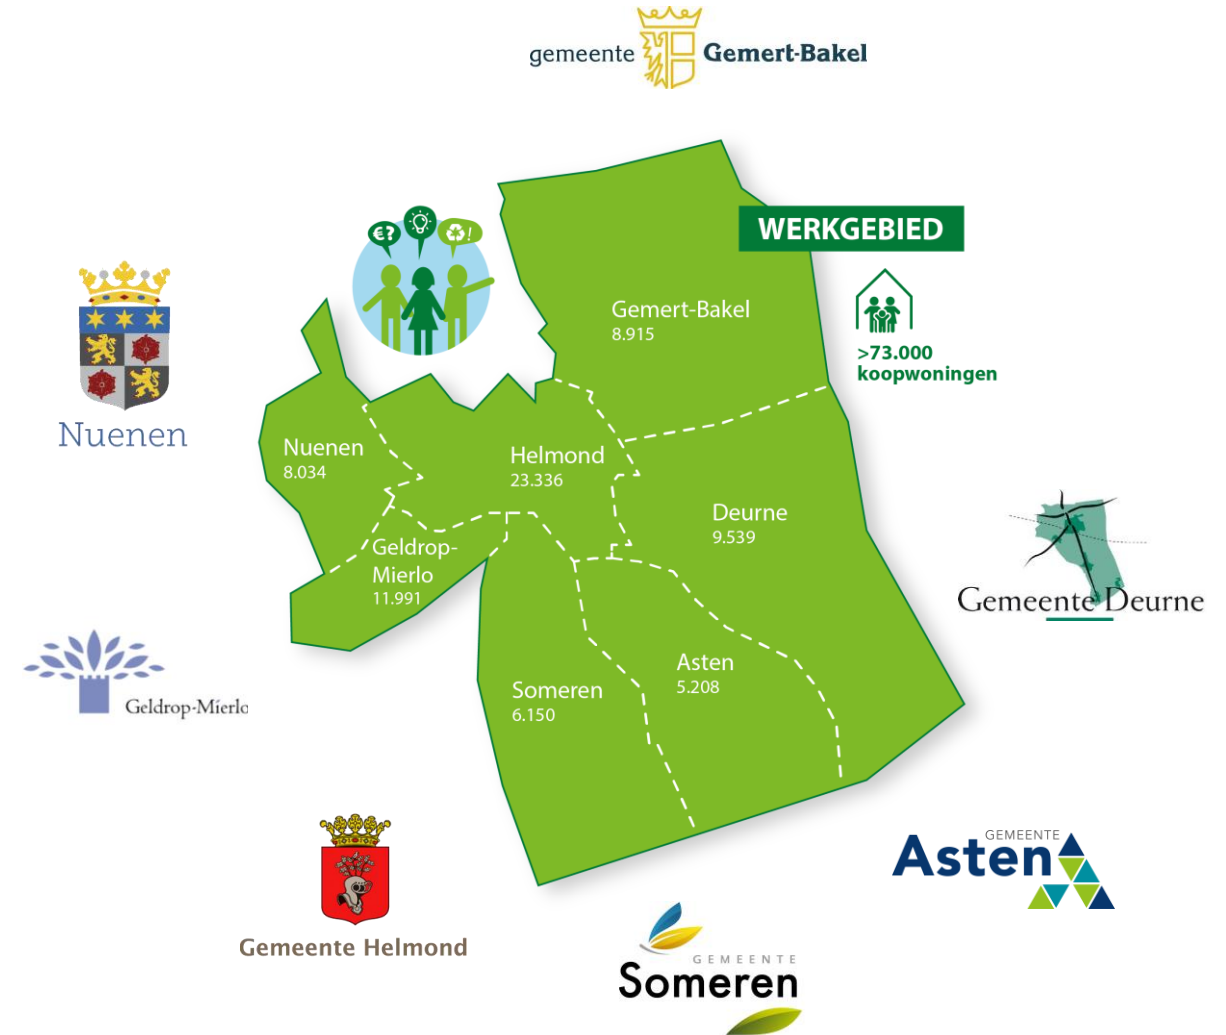 gemeente Gemert-Bakel
€? !
WERKGEBIED
Gemert-Bakel
8.915
>73.000
koopwoningen
Nuenen
Nuenen
8.034
Helmond
23.336
Deurne
9.539
Geldrop-
Mierlo
11.991
Gemeente Deurne
Asten
5.208
Someren
6.150
Geldrop-Mierlo
GEMEENTE
Asten
Gemeente Helmond
GEMEENTE
Someren